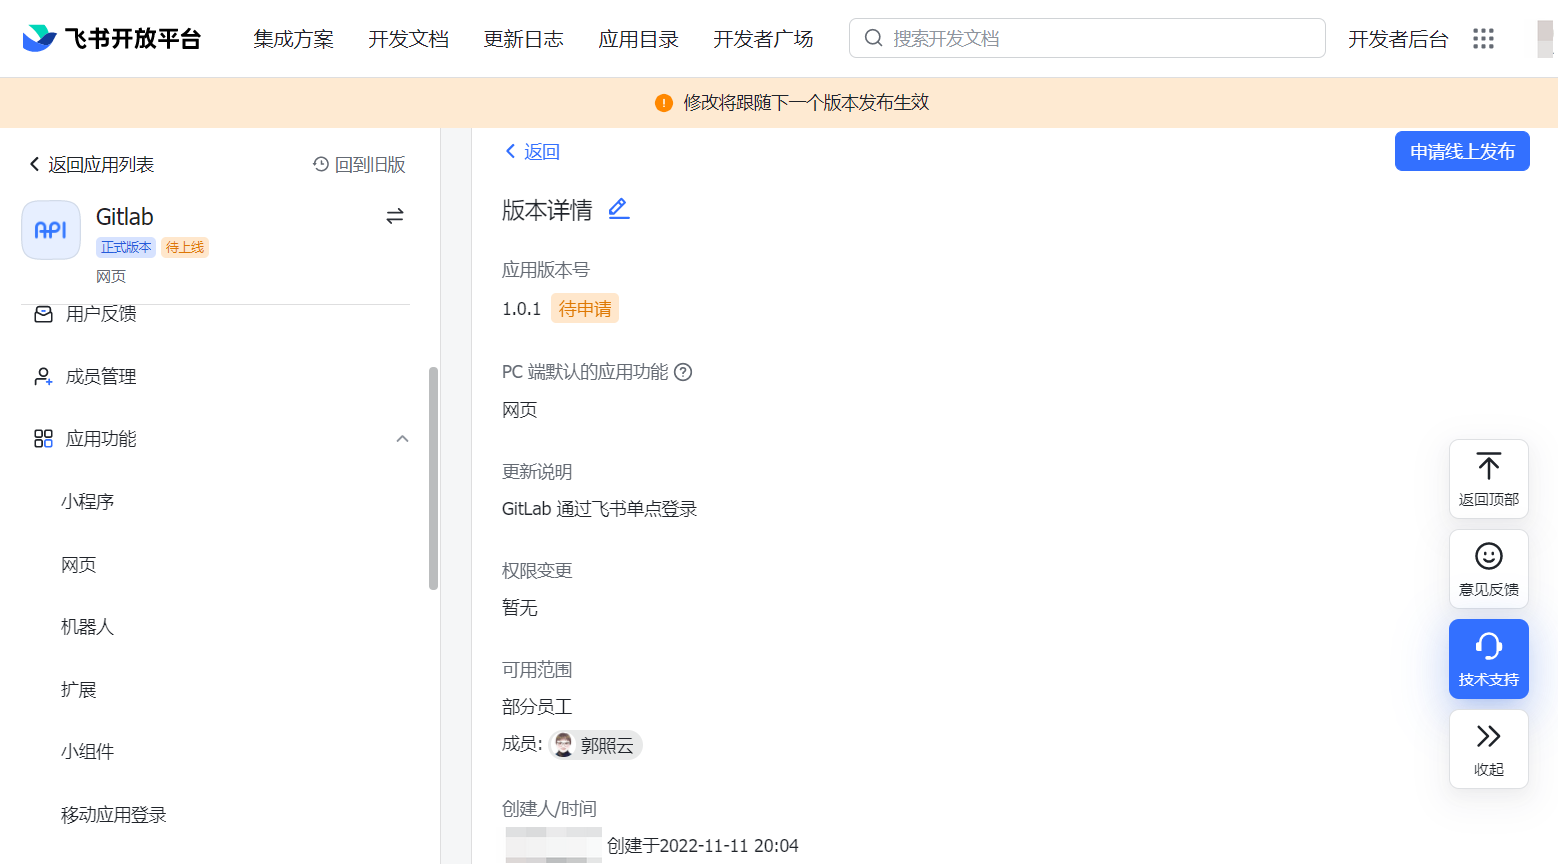 飞书开放平台
集成方案
开发文档
更新日志
应用目录
开发者广场
搜索开发文档
开发者后台
修改将跟随下一个版本发布生效
返回应用列表
回到旧版
API
Gitlab
正式版本
待上线
网页
用户反馈
成员管理
应用功能
小程序
网页
机器人
扩展
小组件
移动应用登录
返回
申请线上发布
版本详情
应用版本号
1.0.1 待申请
PC 端默认的应用功能
网页
更新说明
GitLab 通过飞书单点登录
权限变更
暂无
可用范围
部分员工
成员: 郭照云
创建人/时间
创建于2022-11-11 20:04
返回顶部
意见反馈
技术支持
收起